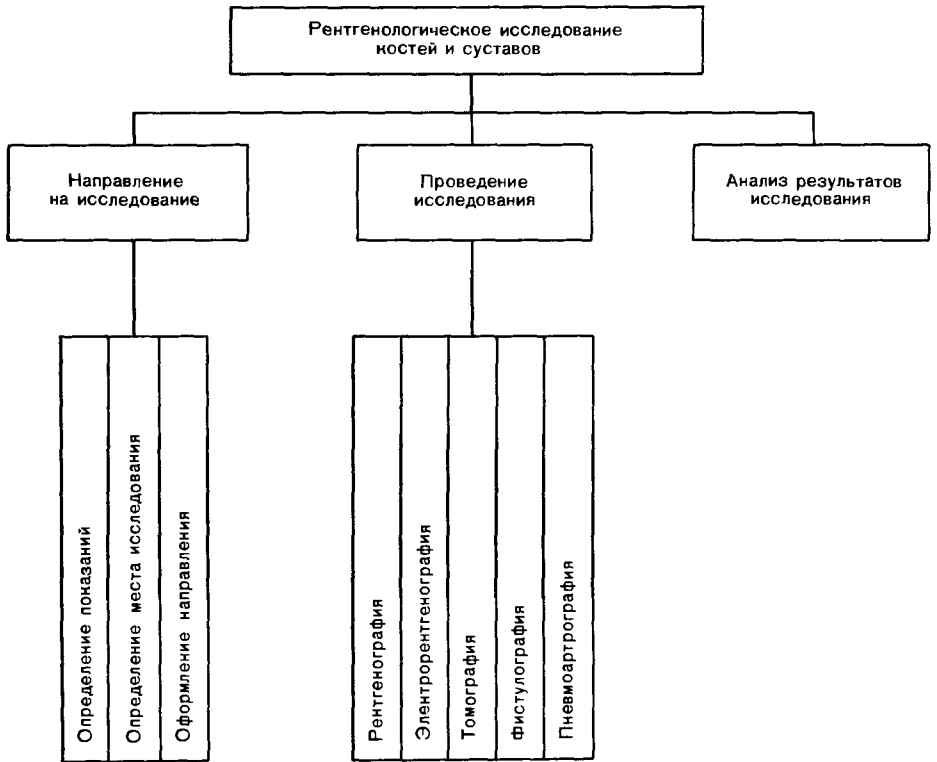 Рентгенологическое исследование
костей и суставов
Направление
на исследование
Проведение
исследования
Анализ результатов
исследования
Определение показаний
Определение места исследования
Оформление направления
Рентгенография
Элентрорентгенография
Томография
Фистулография
Пневмоартрография